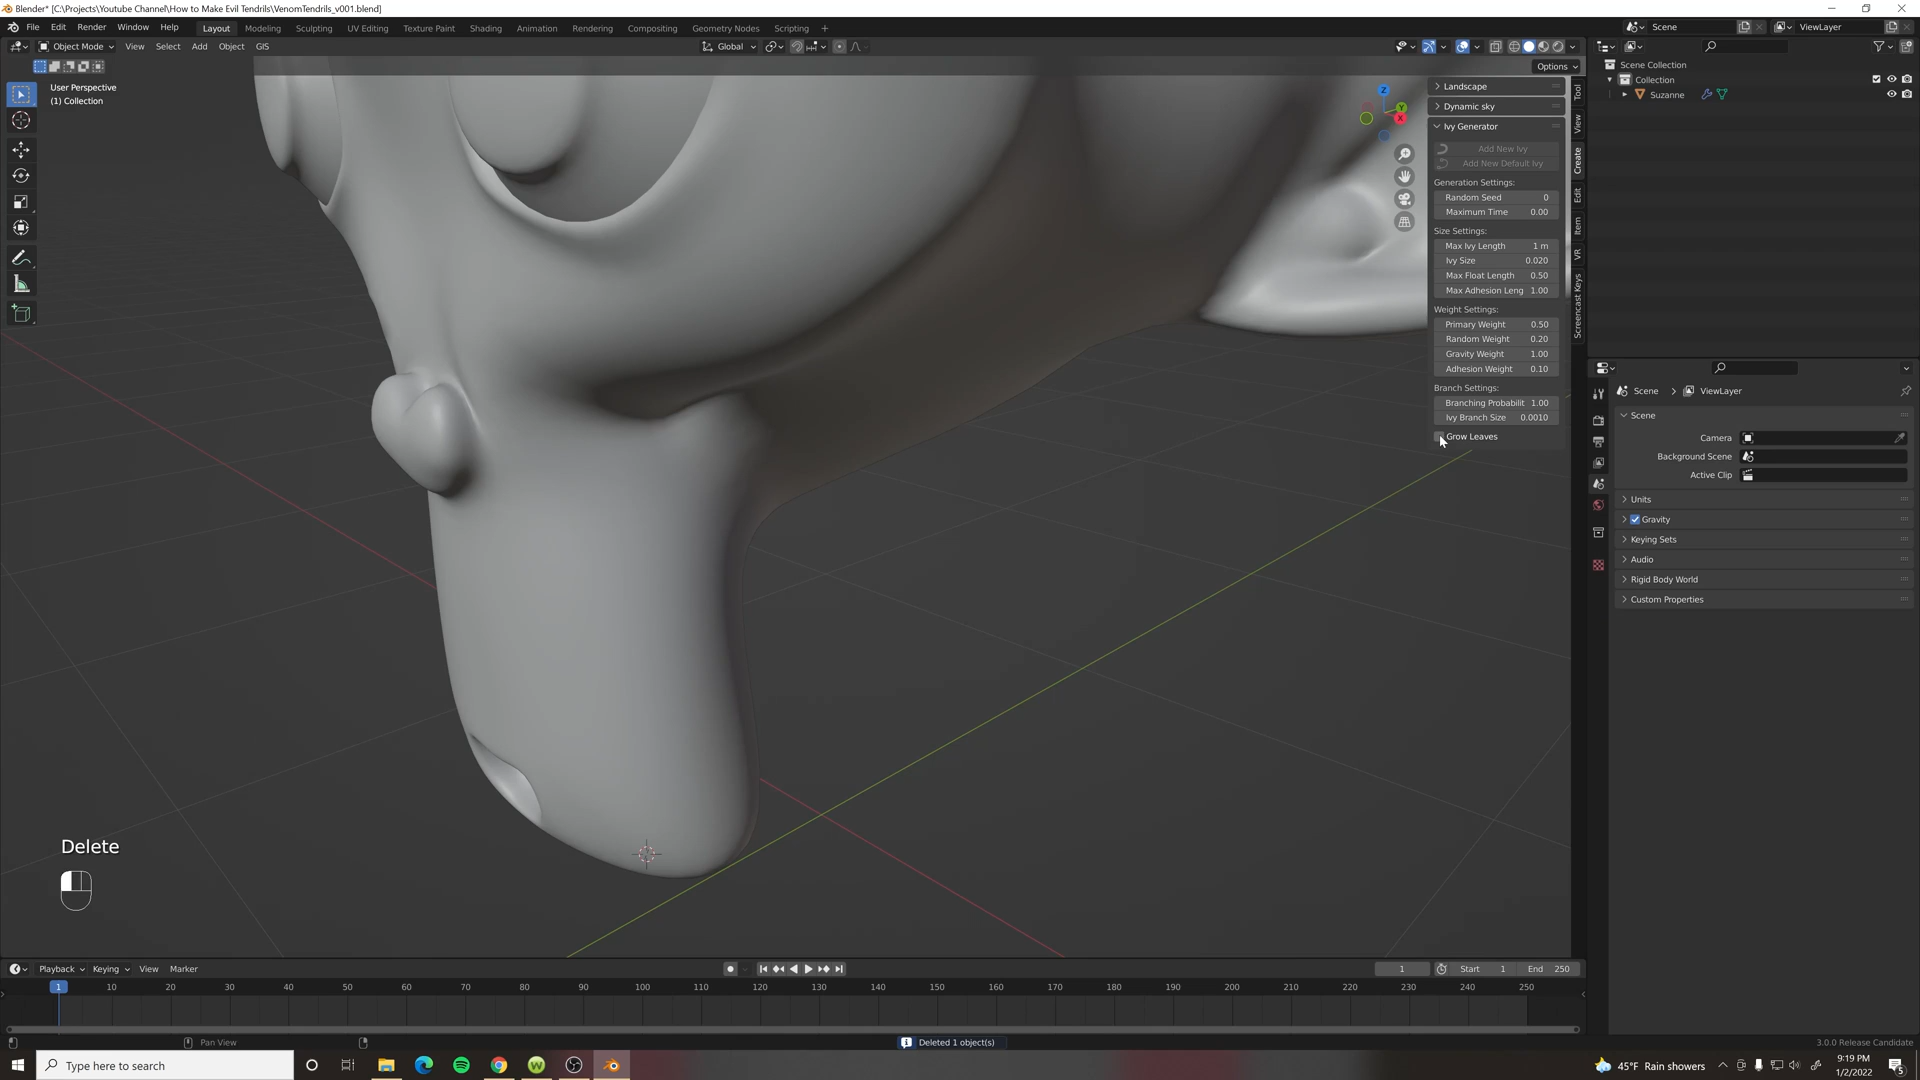 Blender* [C:\Projects\Youtube Channel\How to Make Evil Tendrils\VenomTendrils_v001.blend]
File Edit Render Window Help Layout Modeling Sculpting UV Editing Texture Paint Shading Animation Rendering Compositing Geometry Nodes Scripting + Scene ViewLayer
Object Mode View Select Add Object GIS Global
Options
User Perspective
(1) Collection
Z
Y
X
Landscape
Dynamic sky
Ivy Generator
Add New Ivy
Add New Default Ivy
Generation Settings:
Random Seed 0
Maximum Time 0.00
Size Settings:
Max Ivy Length 1 m
Ivy Size 0.020
Max Float Length 0.50
Max Adhesion Leng 1.00
Weight Settings:
Primary Weight 0.50
Random Weight 0.20
Gravity Weight 1.00
Adhesion Weight 0.10
Branch Settings:
Branching Probabilit 1.00
Ivy Branch Size 0.0010
Grow Leaves
Tool
View
Create
Edit
Item
VR
Screencast Keys
Scene Collection
Collection
Suzanne
Scene > ViewLayer
Scene
Camera
Background Scene
Active Clip
Units
Gravity
Keying Sets
Audio
Rigid Body World
Custom Properties
Delete
Playback Keying View Marker 1 Start 1 End 250
1 10 20 30 40 50 60 70 80 90 100 110 120 130 140 150 160 170 180 190 200 210 220 230 240 250
Pan View Deleted 1 object(s) 3.0.0 Release Candidate
Type here to search 45°F Rain showers
9:19 PM
1/2/2022
5